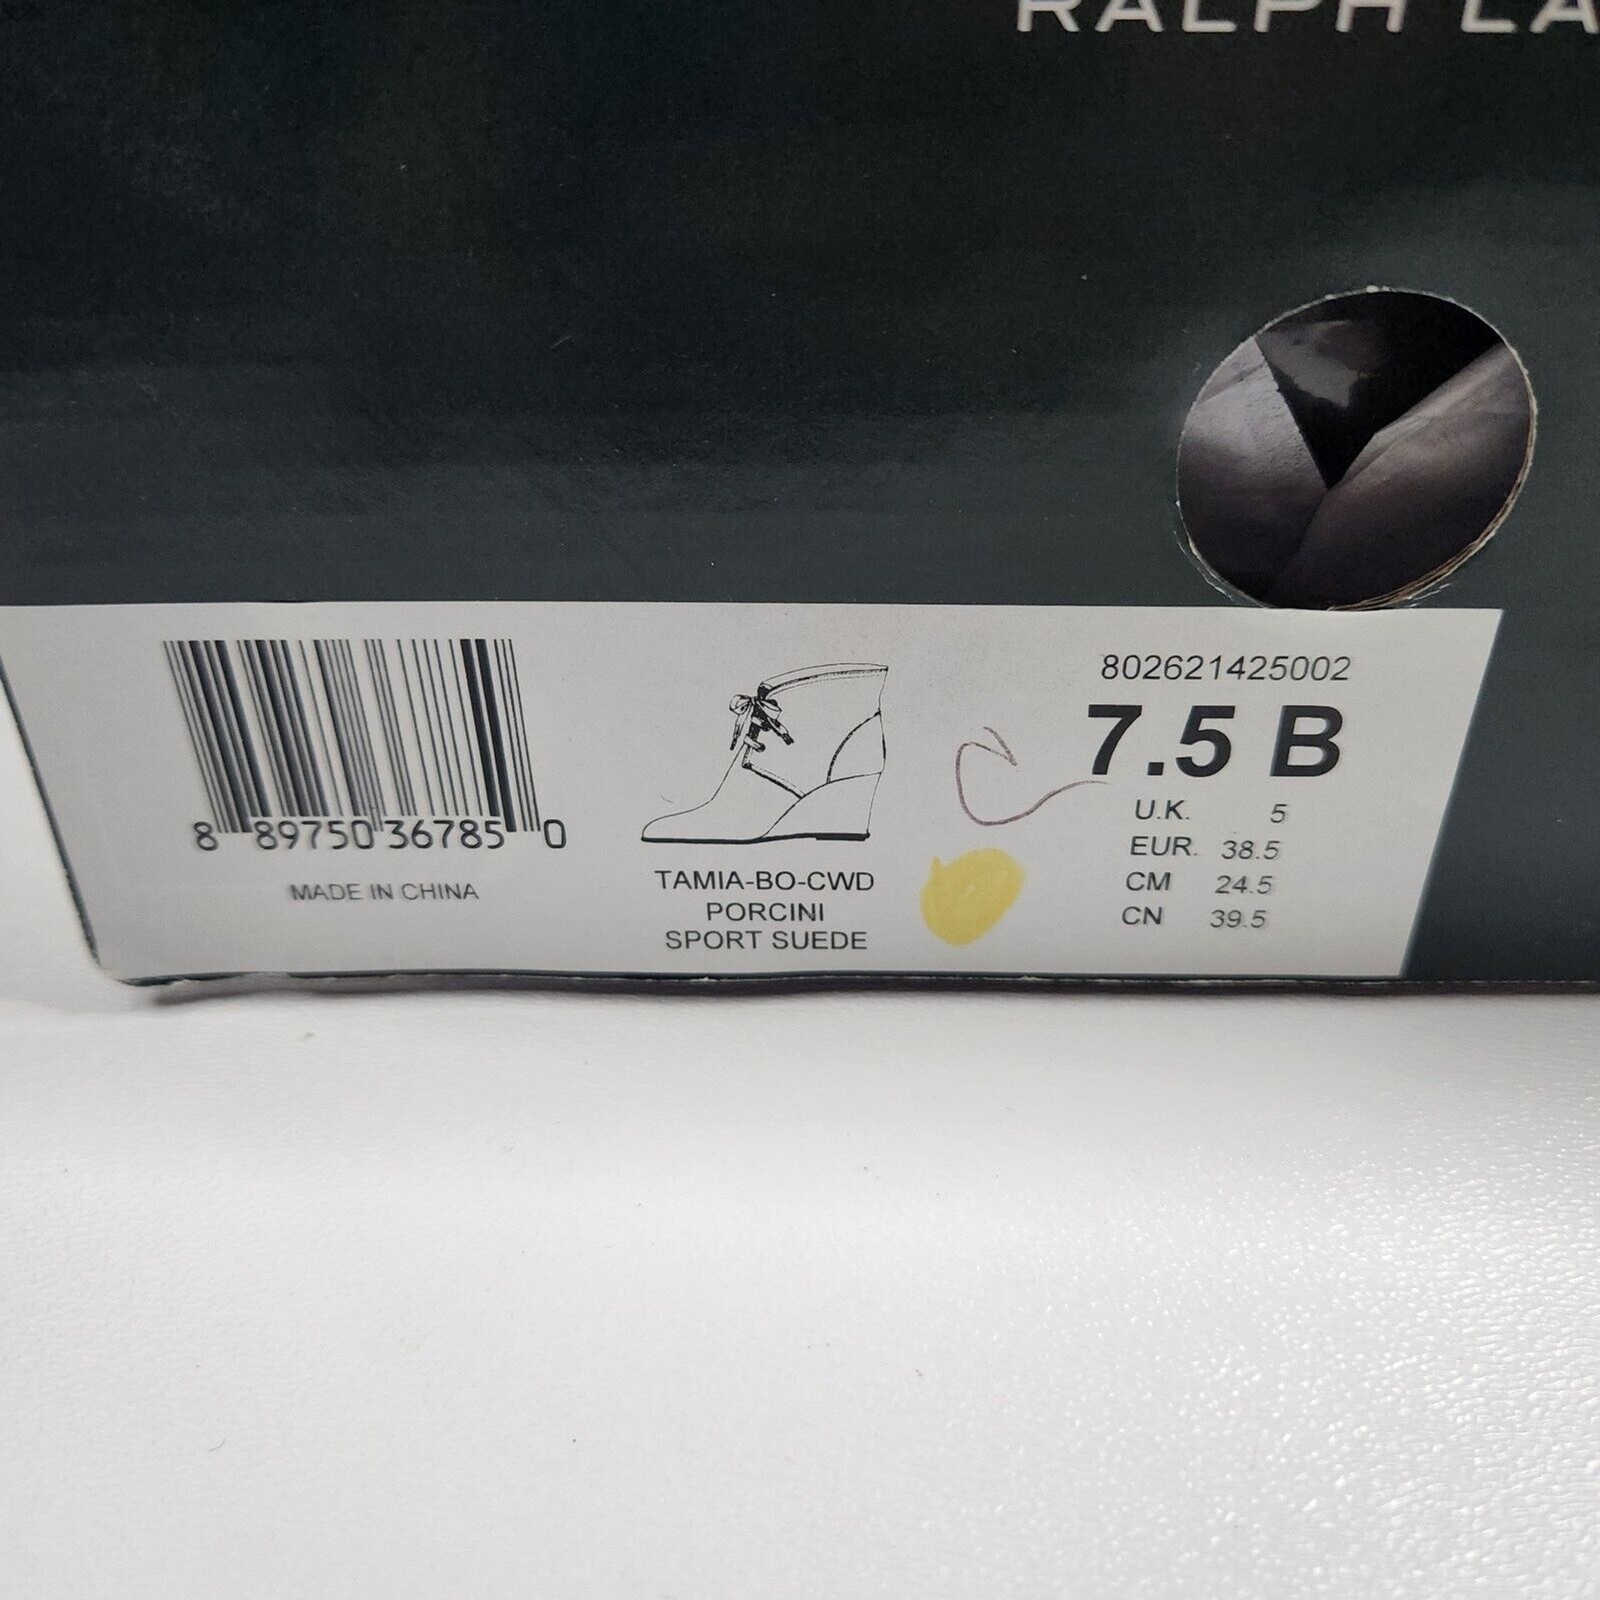 RALPH LA
802621425002
7.5 B
U.K. 5
EUR. 38.5
CM 24.5
CN 39.5
8 89750 36785 0
MADE IN CHINA
TAMIA-BO-CWD
PORCINI
SPORT SUEDE